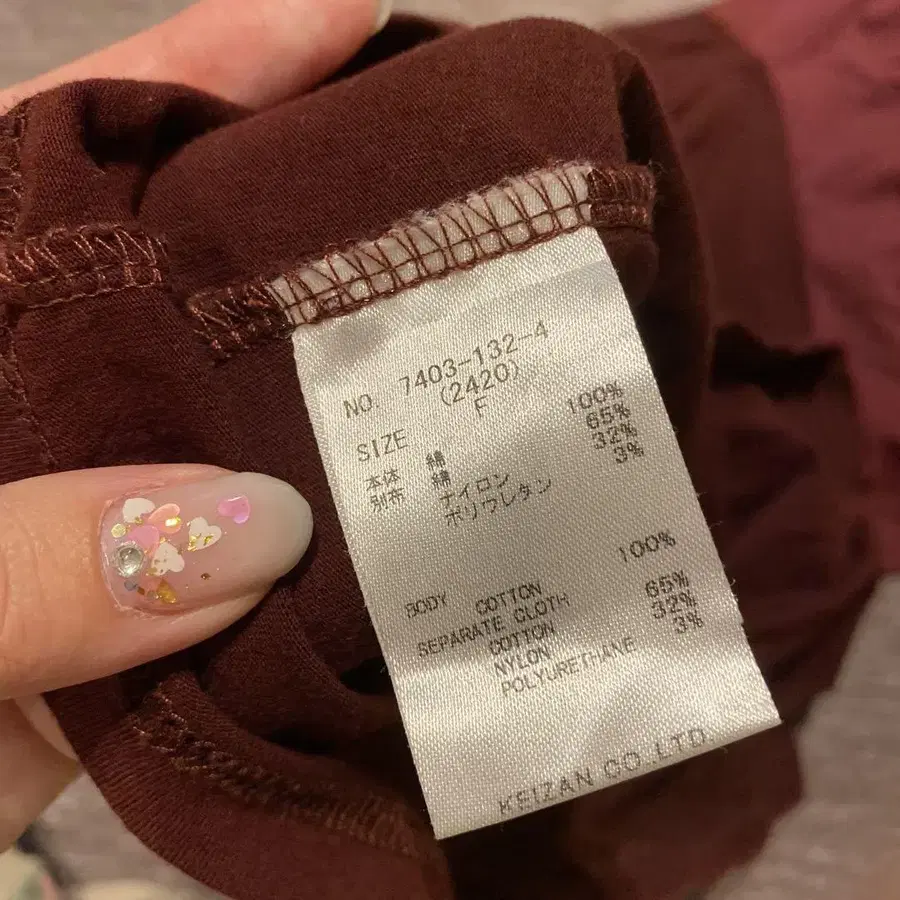 NO. 7403-132-4
(2420)
SIZE F
本体 綿 100%
別布 綿 65%
ナイロン 32%
ポリウレタン 3%
BODY COTTON 100%
SEPARATE CLOTH
COTTON 65%
NYLON 32%
POLYURETHANE 3%
KEIZAN CO.,LTD.